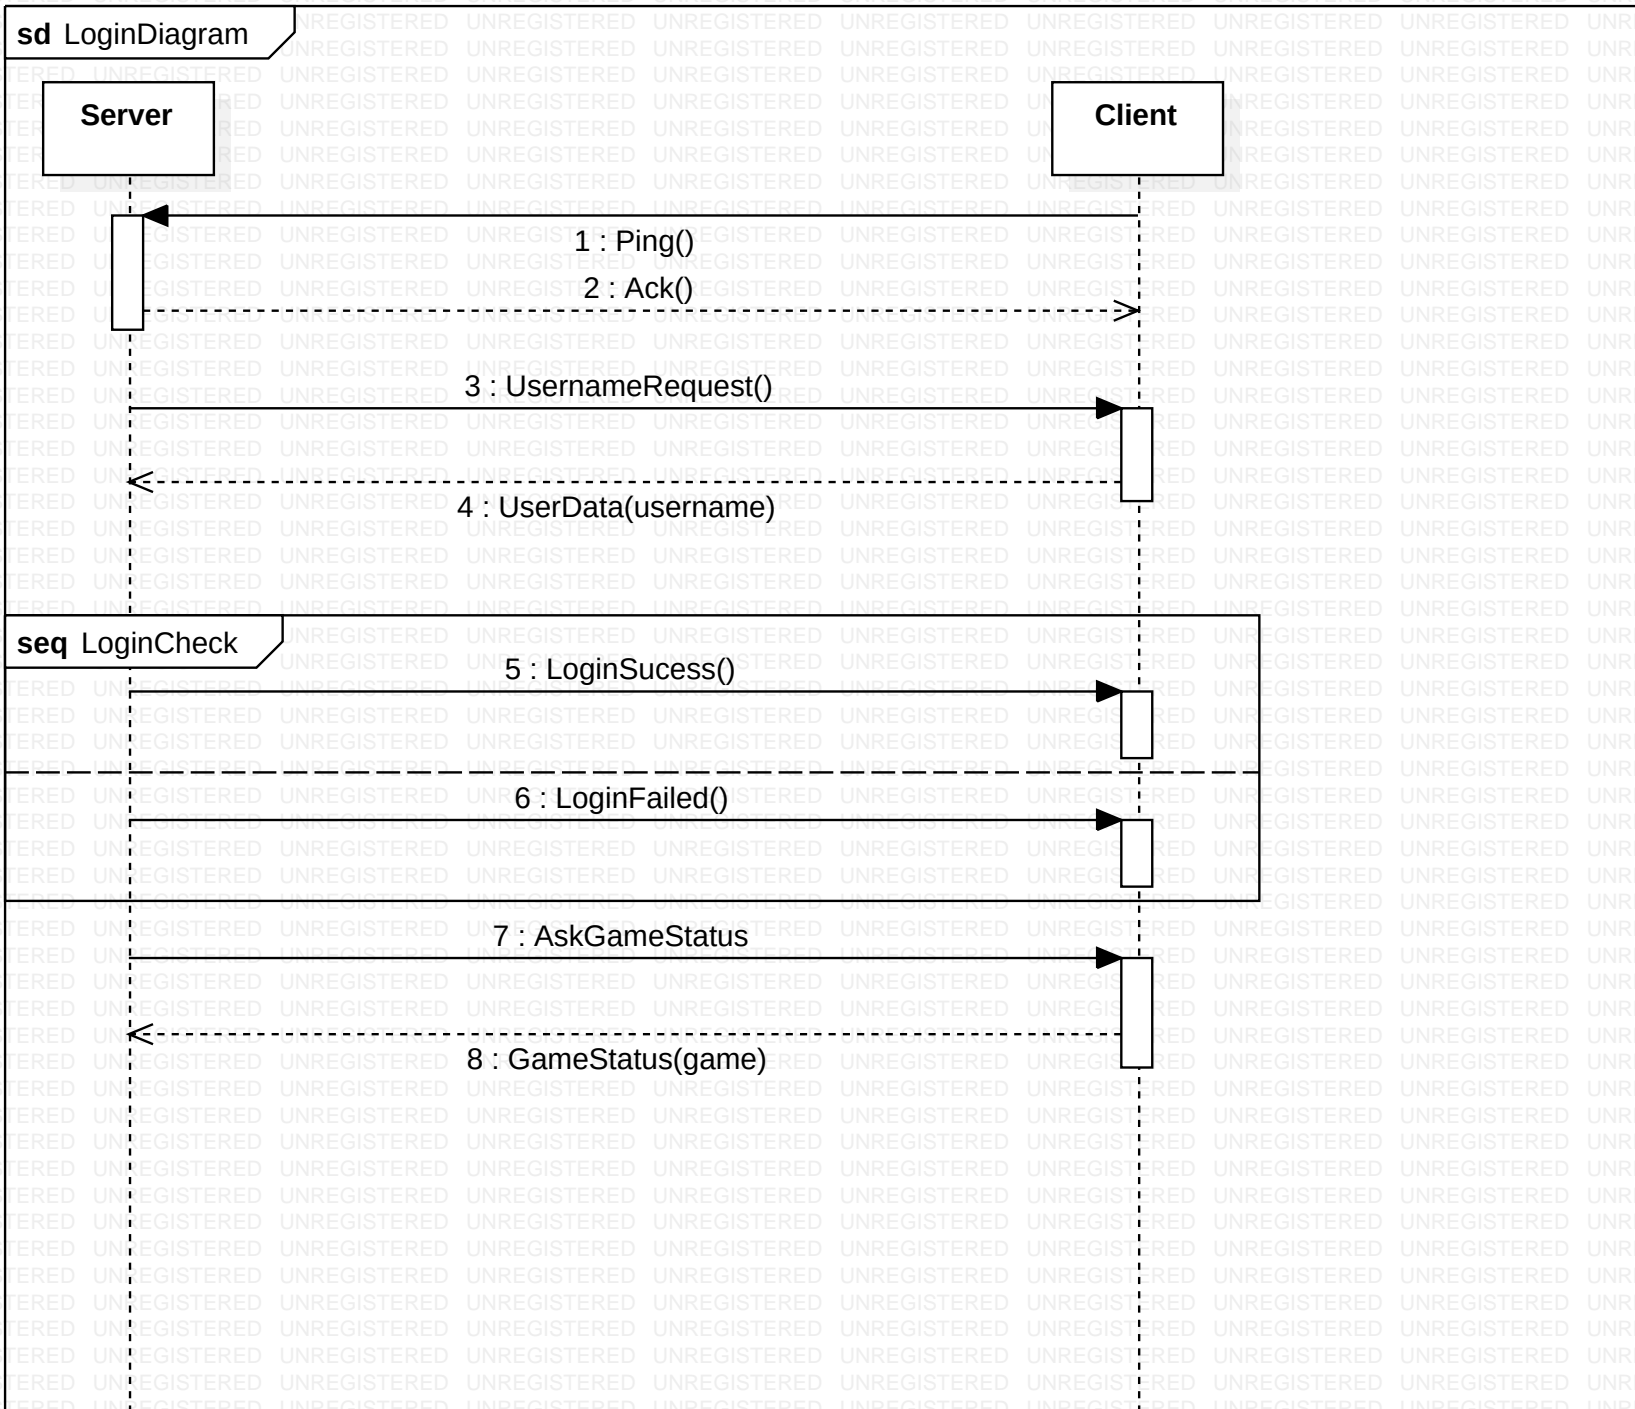 sd LoginDiagram
Server
Client
1 : Ping()
2 : Ack()
3 : UsernameRequest()
4 : UserData(username)
seq LoginCheck
5 : LoginSucess()
6 : LoginFailed()
7 : AskGameStatus
8 : GameStatus(game)
UNREGISTERED